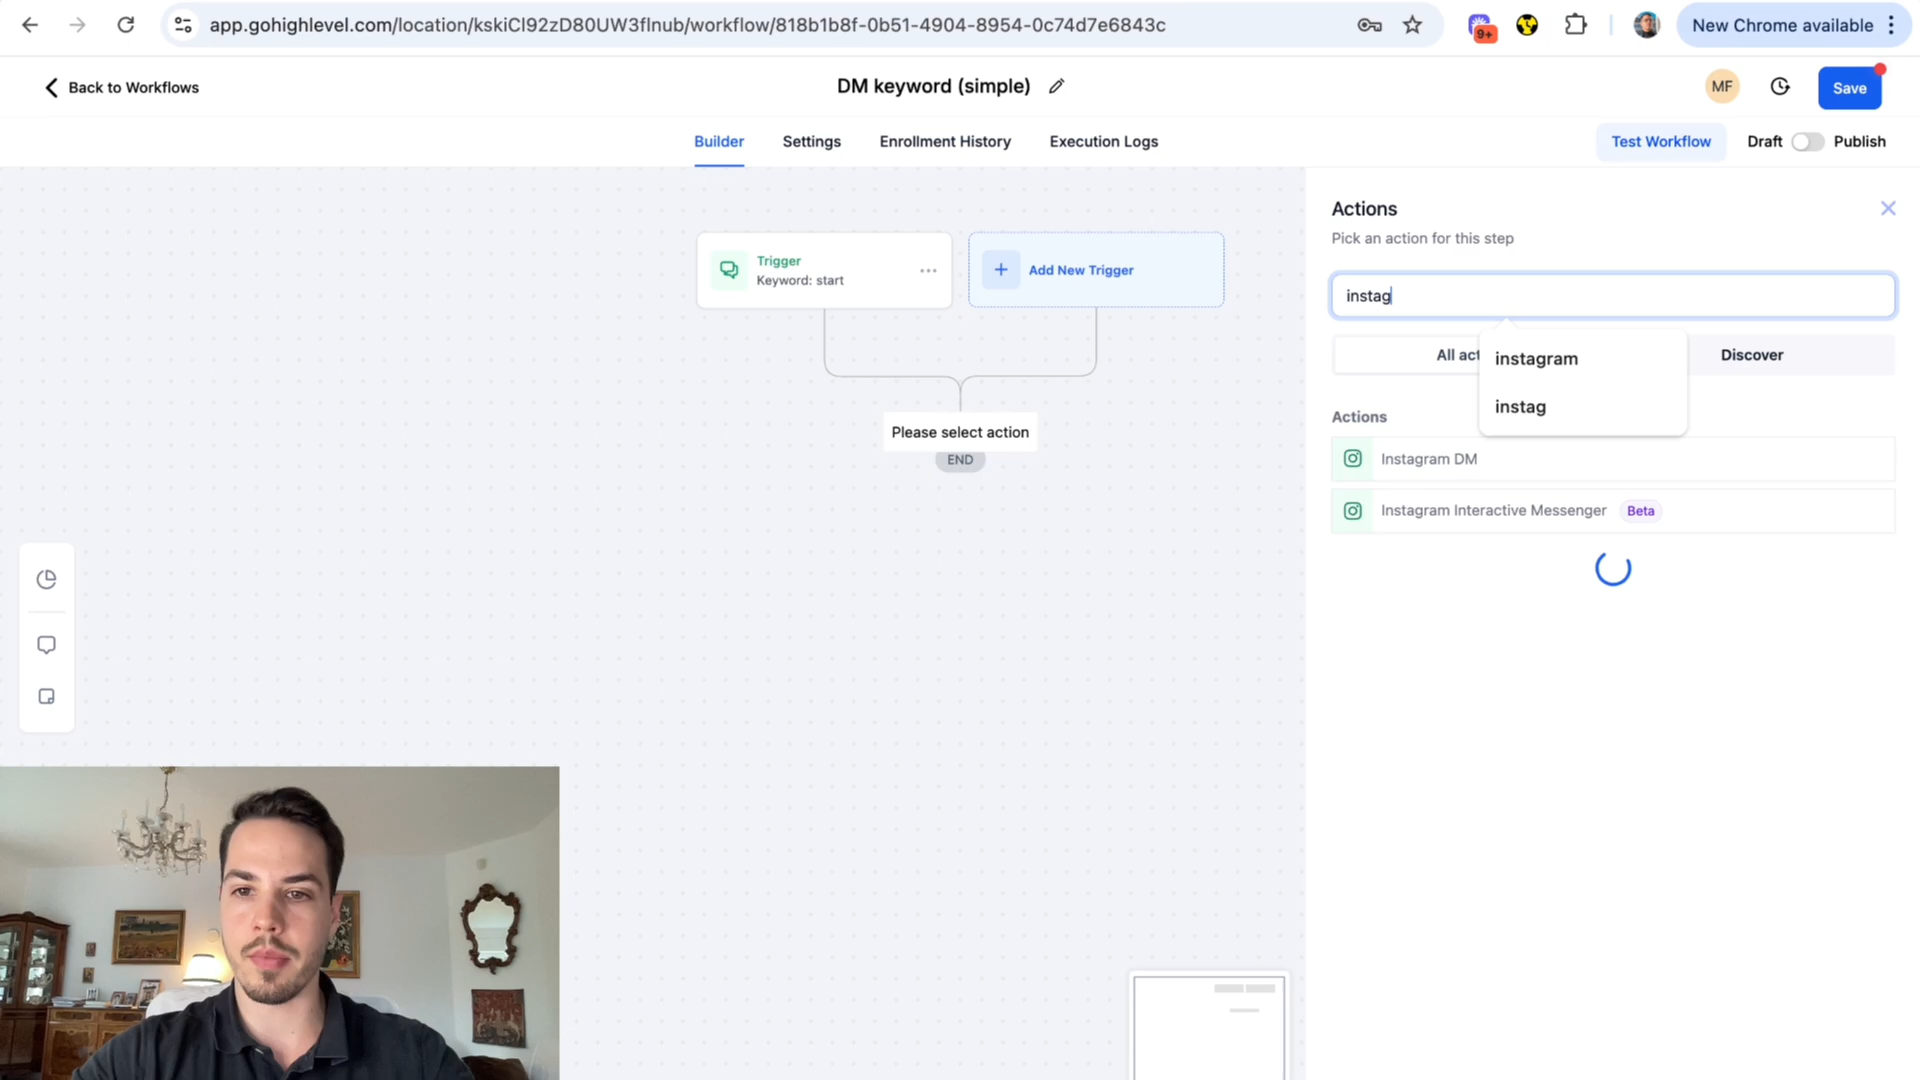 app.gohighlevel.com/location/kskiCl92zD80UW3flnub/workflow/818b1b8f-0b51-4904-8954-0c74d7e6843c
9+
New Chrome available
Back to Workflows
DM keyword (simple)
MF
Save
Builder
Settings
Enrollment History
Execution Logs
Test Workflow
Draft
Publish
Trigger
Keyword: start
Add New Trigger
Please select action
END
Actions
Pick an action for this step
instag
All act
Discover
instagram
instag
Actions
Instagram DM
Instagram Interactive Messenger
Beta